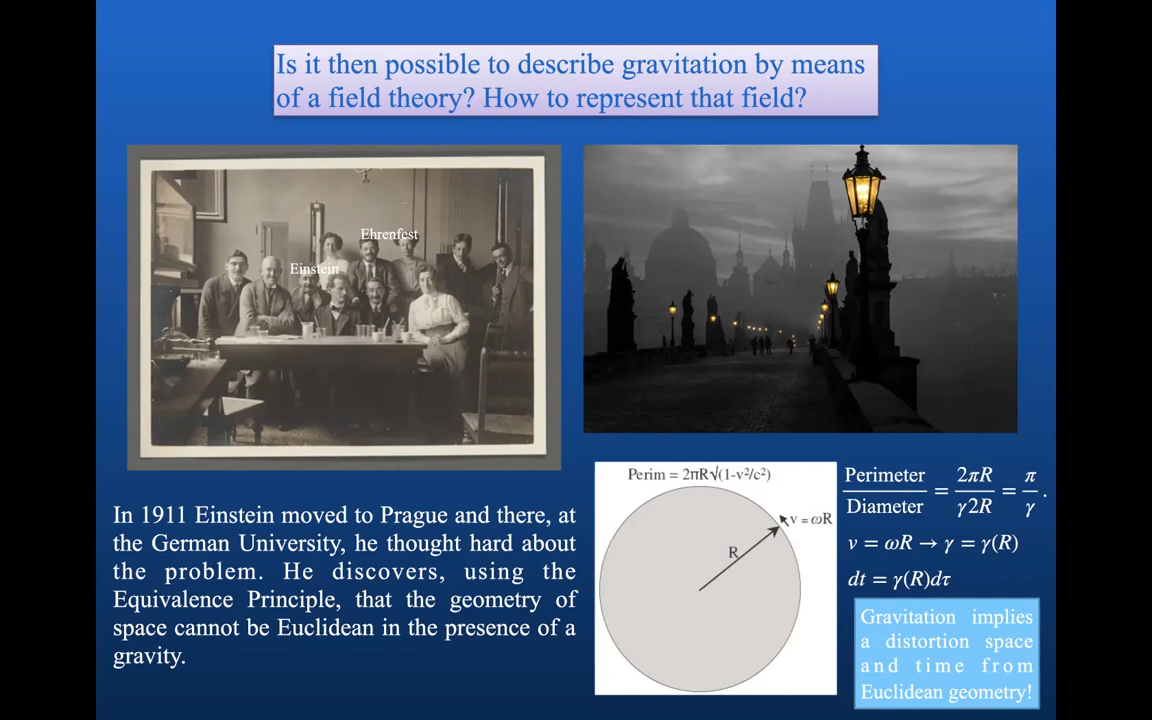 Is it then possible to describe gravitation by means
of a field theory? How to represent that field?
Ehrenfest
Einstein
In 1911 Einstein moved to Prague and there, at
the German University, he thought hard about
the problem. He discovers, using the
Equivalence Principle, that the geometry of
space cannot be Euclidean in the presence of a
gravity.
Perim = 2πR√(1-v²/c²)
v = ωR
R
Perimeter/Diameter = 2πR/γ2R = π/γ .
v = ωR → γ = γ(R)
dt = γ(R)dτ
Gravitation implies
a distortion space
and time from
Euclidean geometry!